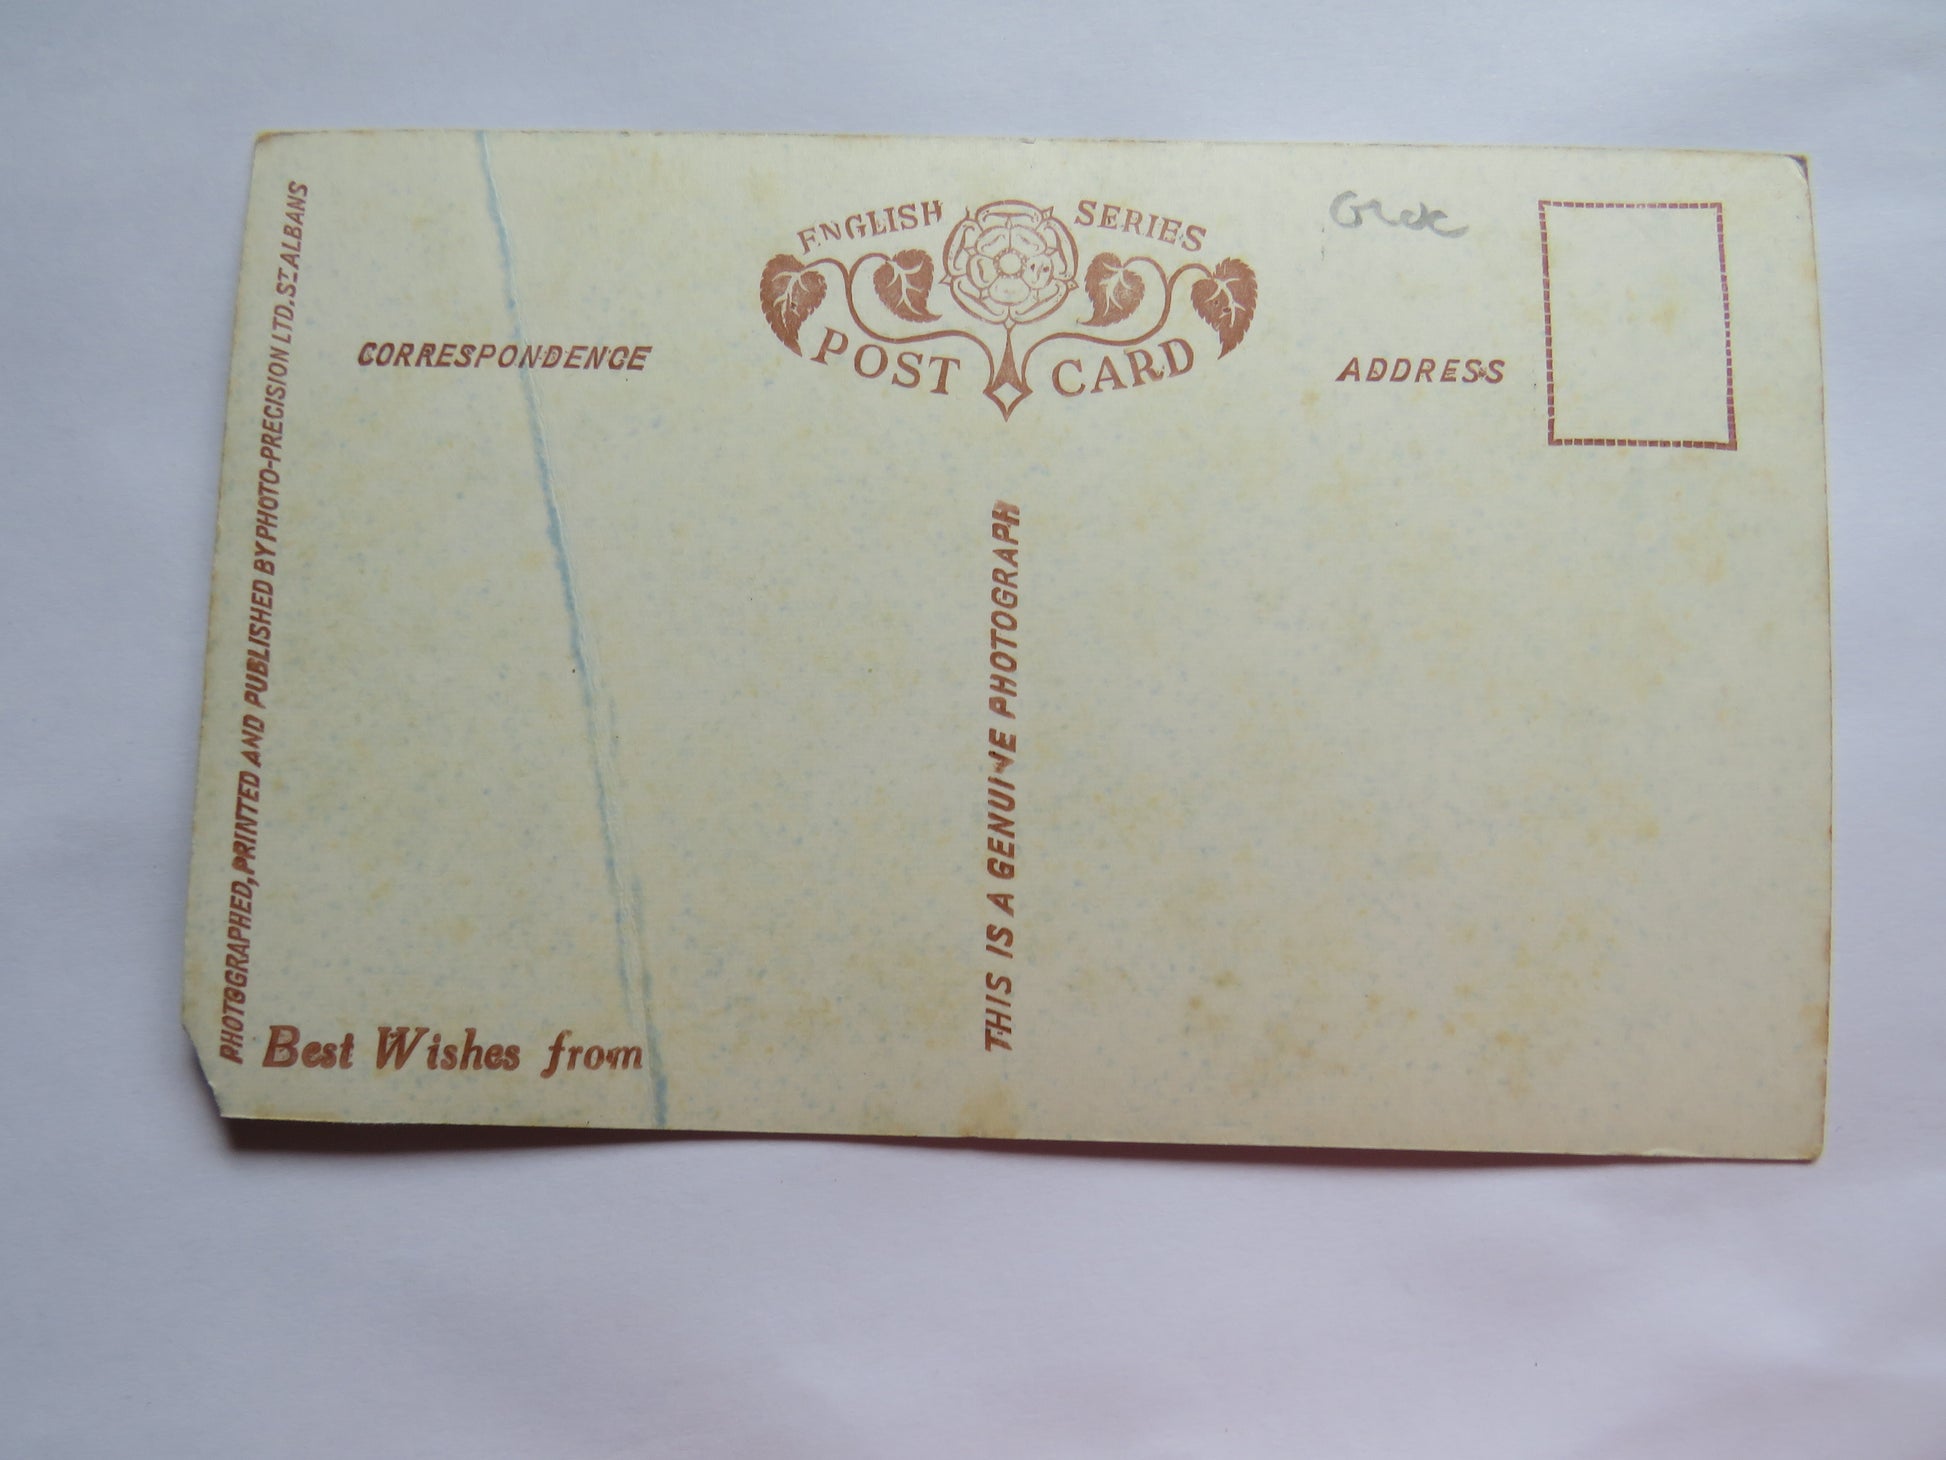 ENGLISH SERIES
POST CARD
CORRESPONDENCE
ADDRESS
PHOTOGRAPHED, PRINTED AND PUBLISHED BY PHOTO-PRECISION LTD. ST ALBANS
THIS IS A GENUINE PHOTOGRAPH
Best Wishes from